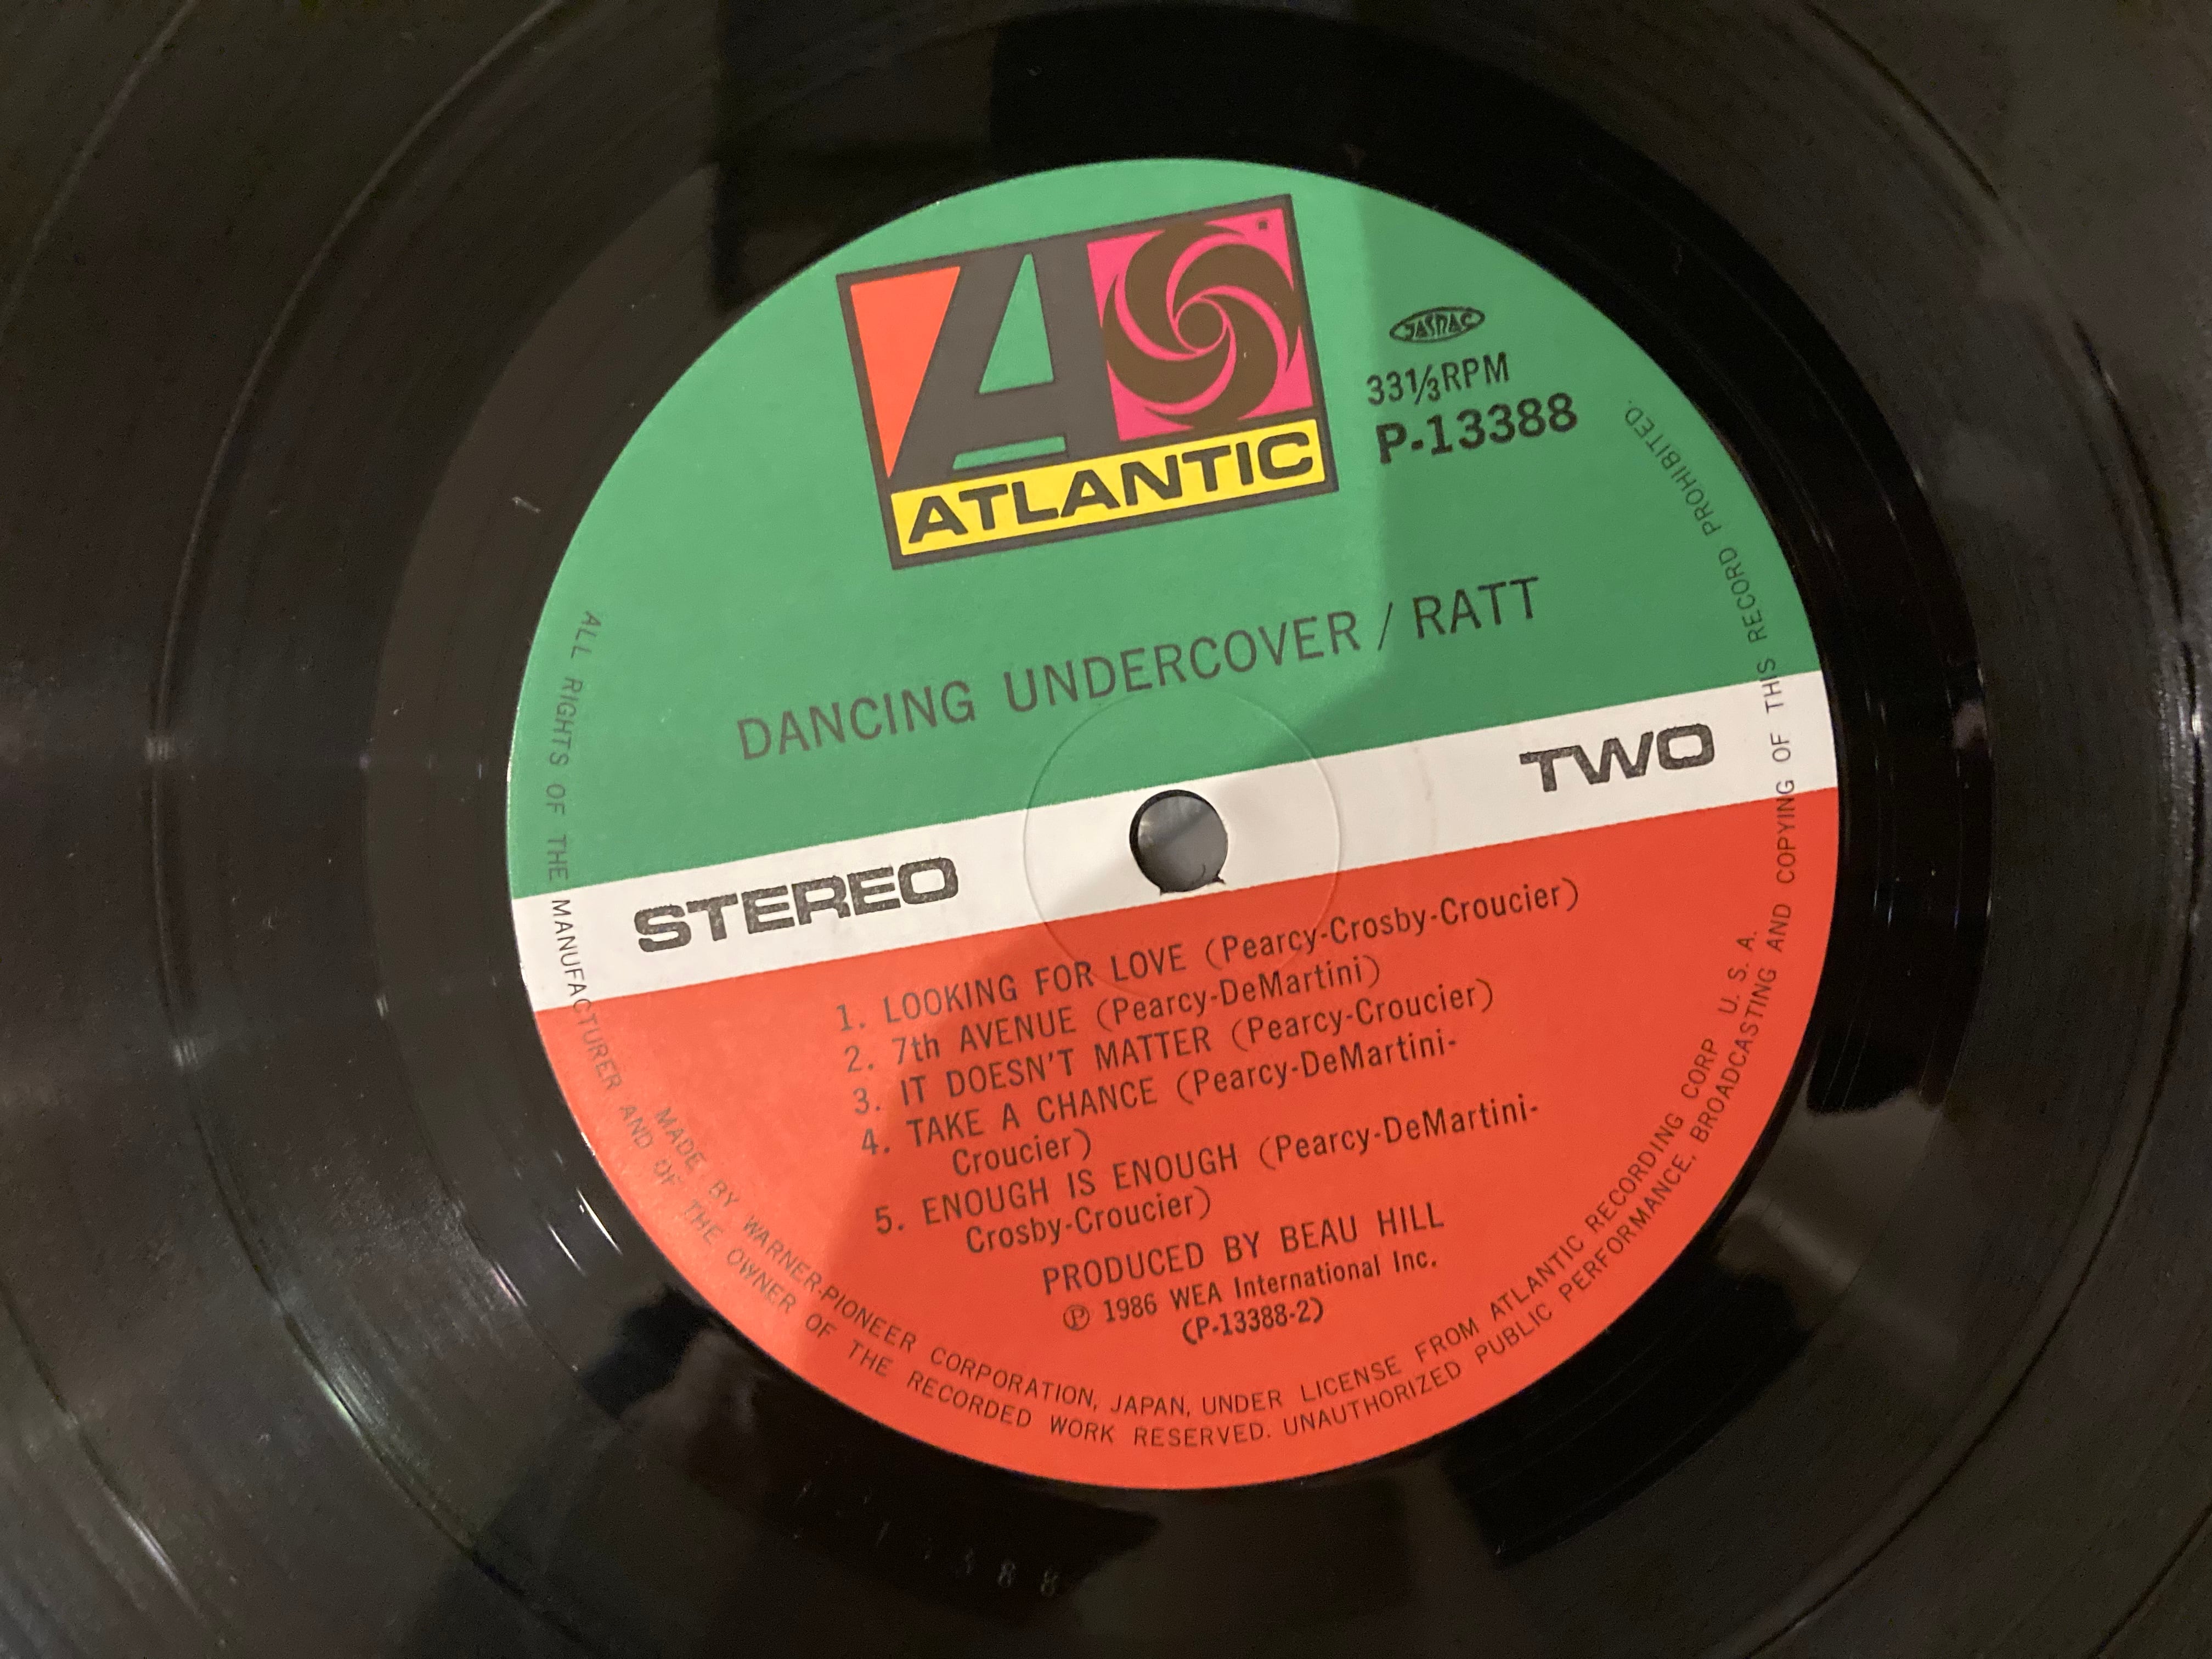 ATLANTIC
JASRAC
33⅓RPM
P-13388
DANCING UNDERCOVER / RATT
STEREO
TWO
1. LOOKING FOR LOVE (Pearcy-Crosby-Croucier)
2. 7th AVENUE (Pearcy-DeMartini)
3. IT DOESN'T MATTER (Pearcy-Croucier)
4. TAKE A CHANCE (Pearcy-DeMartini-
Croucier)
5. ENOUGH IS ENOUGH (Pearcy-DeMartini-
Crosby-Croucier)
PRODUCED BY BEAU HILL
℗ 1986 WEA International Inc.
(P-13388-2)
MADE BY WARNER-PIONEER CORPORATION, JAPAN, UNDER LICENSE FROM ATLANTIC RECORDING CORP U. S. A.
ALL RIGHTS OF THE MANUFACTURER AND OF THE OWNER OF THE RECORDED WORK RESERVED. UNAUTHORIZED PUBLIC PERFORMANCE, BROADCASTING AND COPYING OF THIS RECORD PROHIBITED.